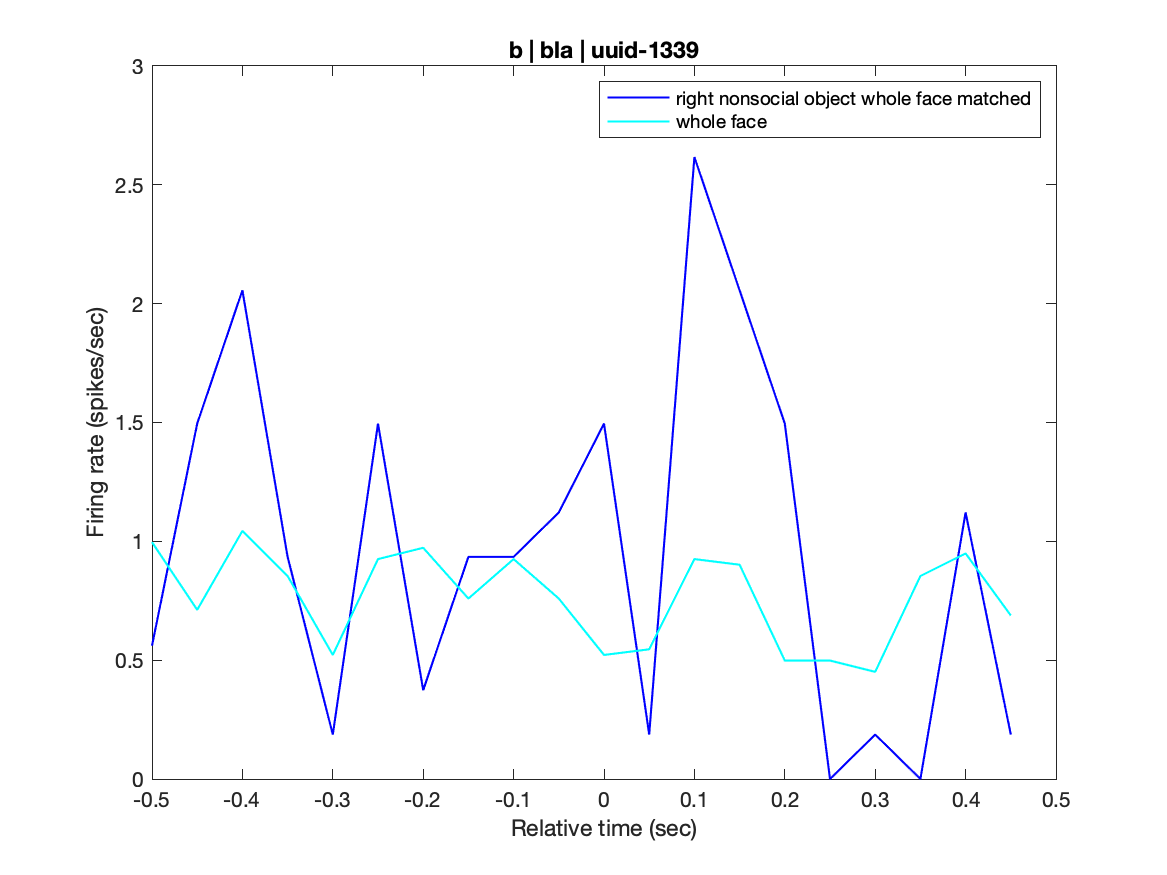 b | bla | uuid-1339
3
2.5
2
1.5
1
0.5
0
Firing rate (spikes/sec)
right nonsocial object whole face matched
whole face
-0.5 -0.4 -0.3 -0.2 -0.1 0 0.1 0.2 0.3 0.4 0.5
Relative time (sec)